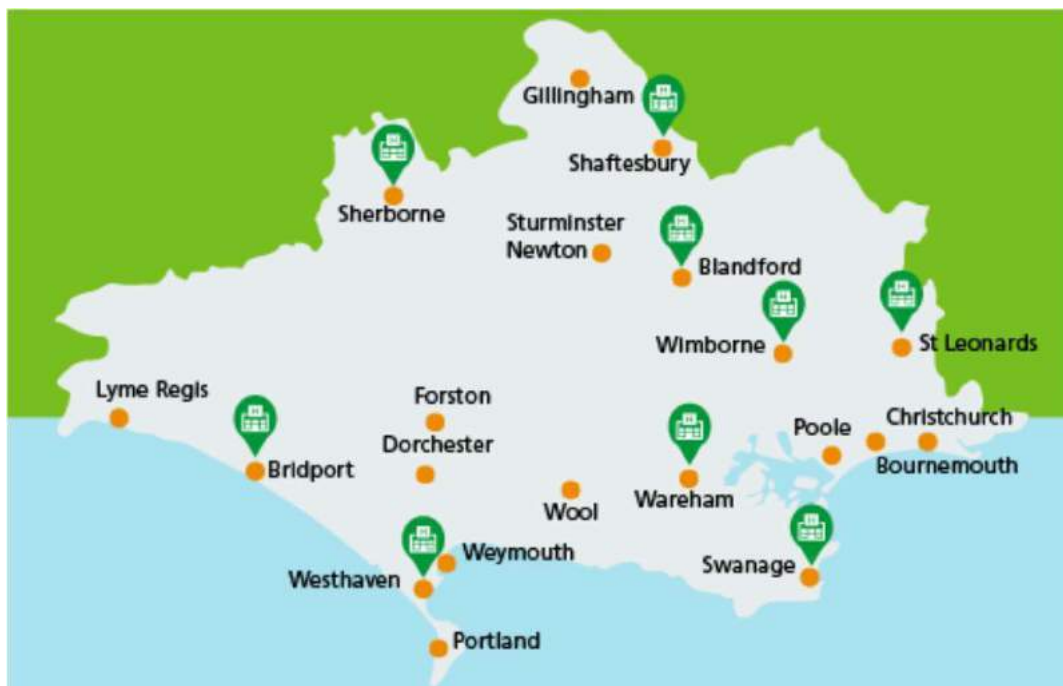 Gillingham
Shaftesbury
Sherborne
Sturminster
Newton
Blandford
Wimborne
St Leonards
Lyme Regis
Forston
Christchurch
Poole
Dorchester
Bridport
Bournemouth
Wareham
Wool
Weymouth
Swanage
Westhaven
Portland